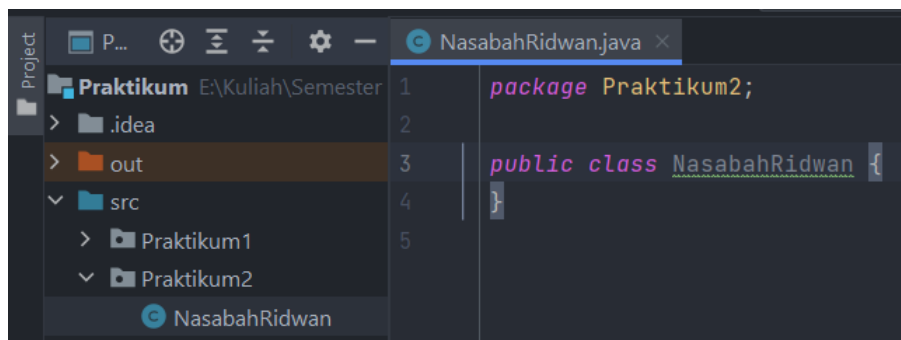 Project
P...
NasabahRidwan.java
Praktikum E:\Kuliah\Semester
.idea
out
src
Praktikum1
Praktikum2
NasabahRidwan
1 package Praktikum2;
2
3 public class NasabahRidwan {
4 }
5